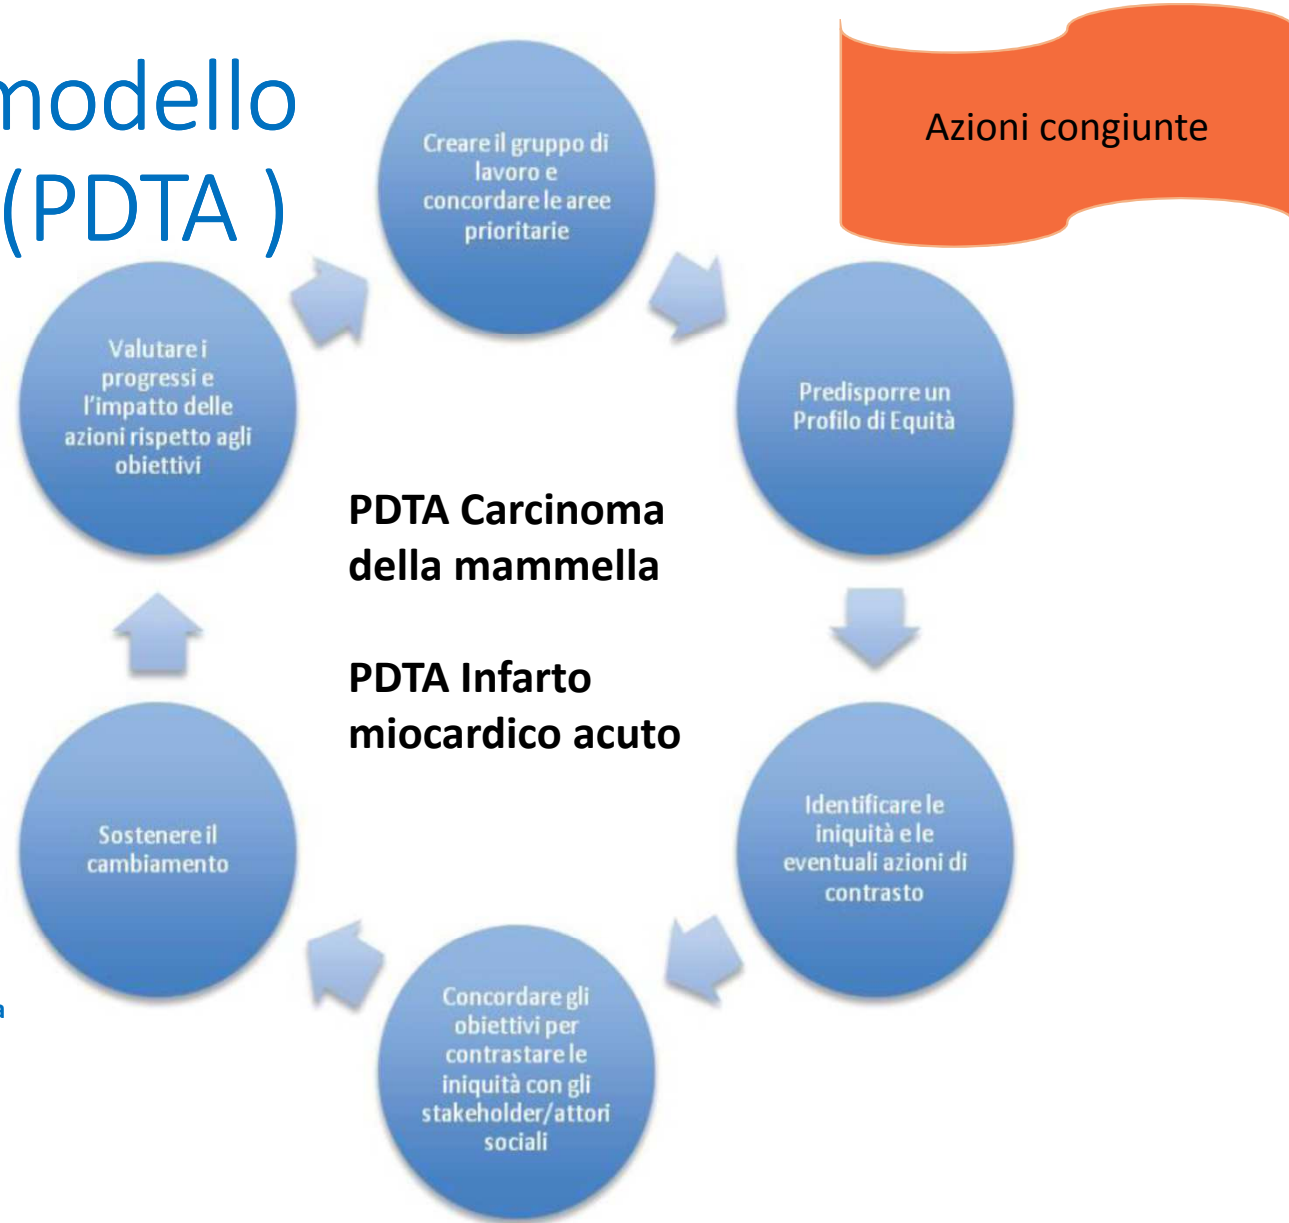 modello
(PDTA )
Azioni congiunte
Creare il gruppo di
lavoro e
concordare le aree
prioritarie
Predisporre un
Profilo di Equità
Identificare le
iniquità e le
eventuali azioni di
contrasto
Concordare gli
obiettivi per
contrastare le
iniquità con gli
stakeholder/attori
sociali
Sostenere il
cambiamento
Valutare i
progressi e
l'impatto delle
azioni rispetto agli
obiettivi
PDTA Carcinoma
della mammella
PDTA Infarto
miocardico acuto
a